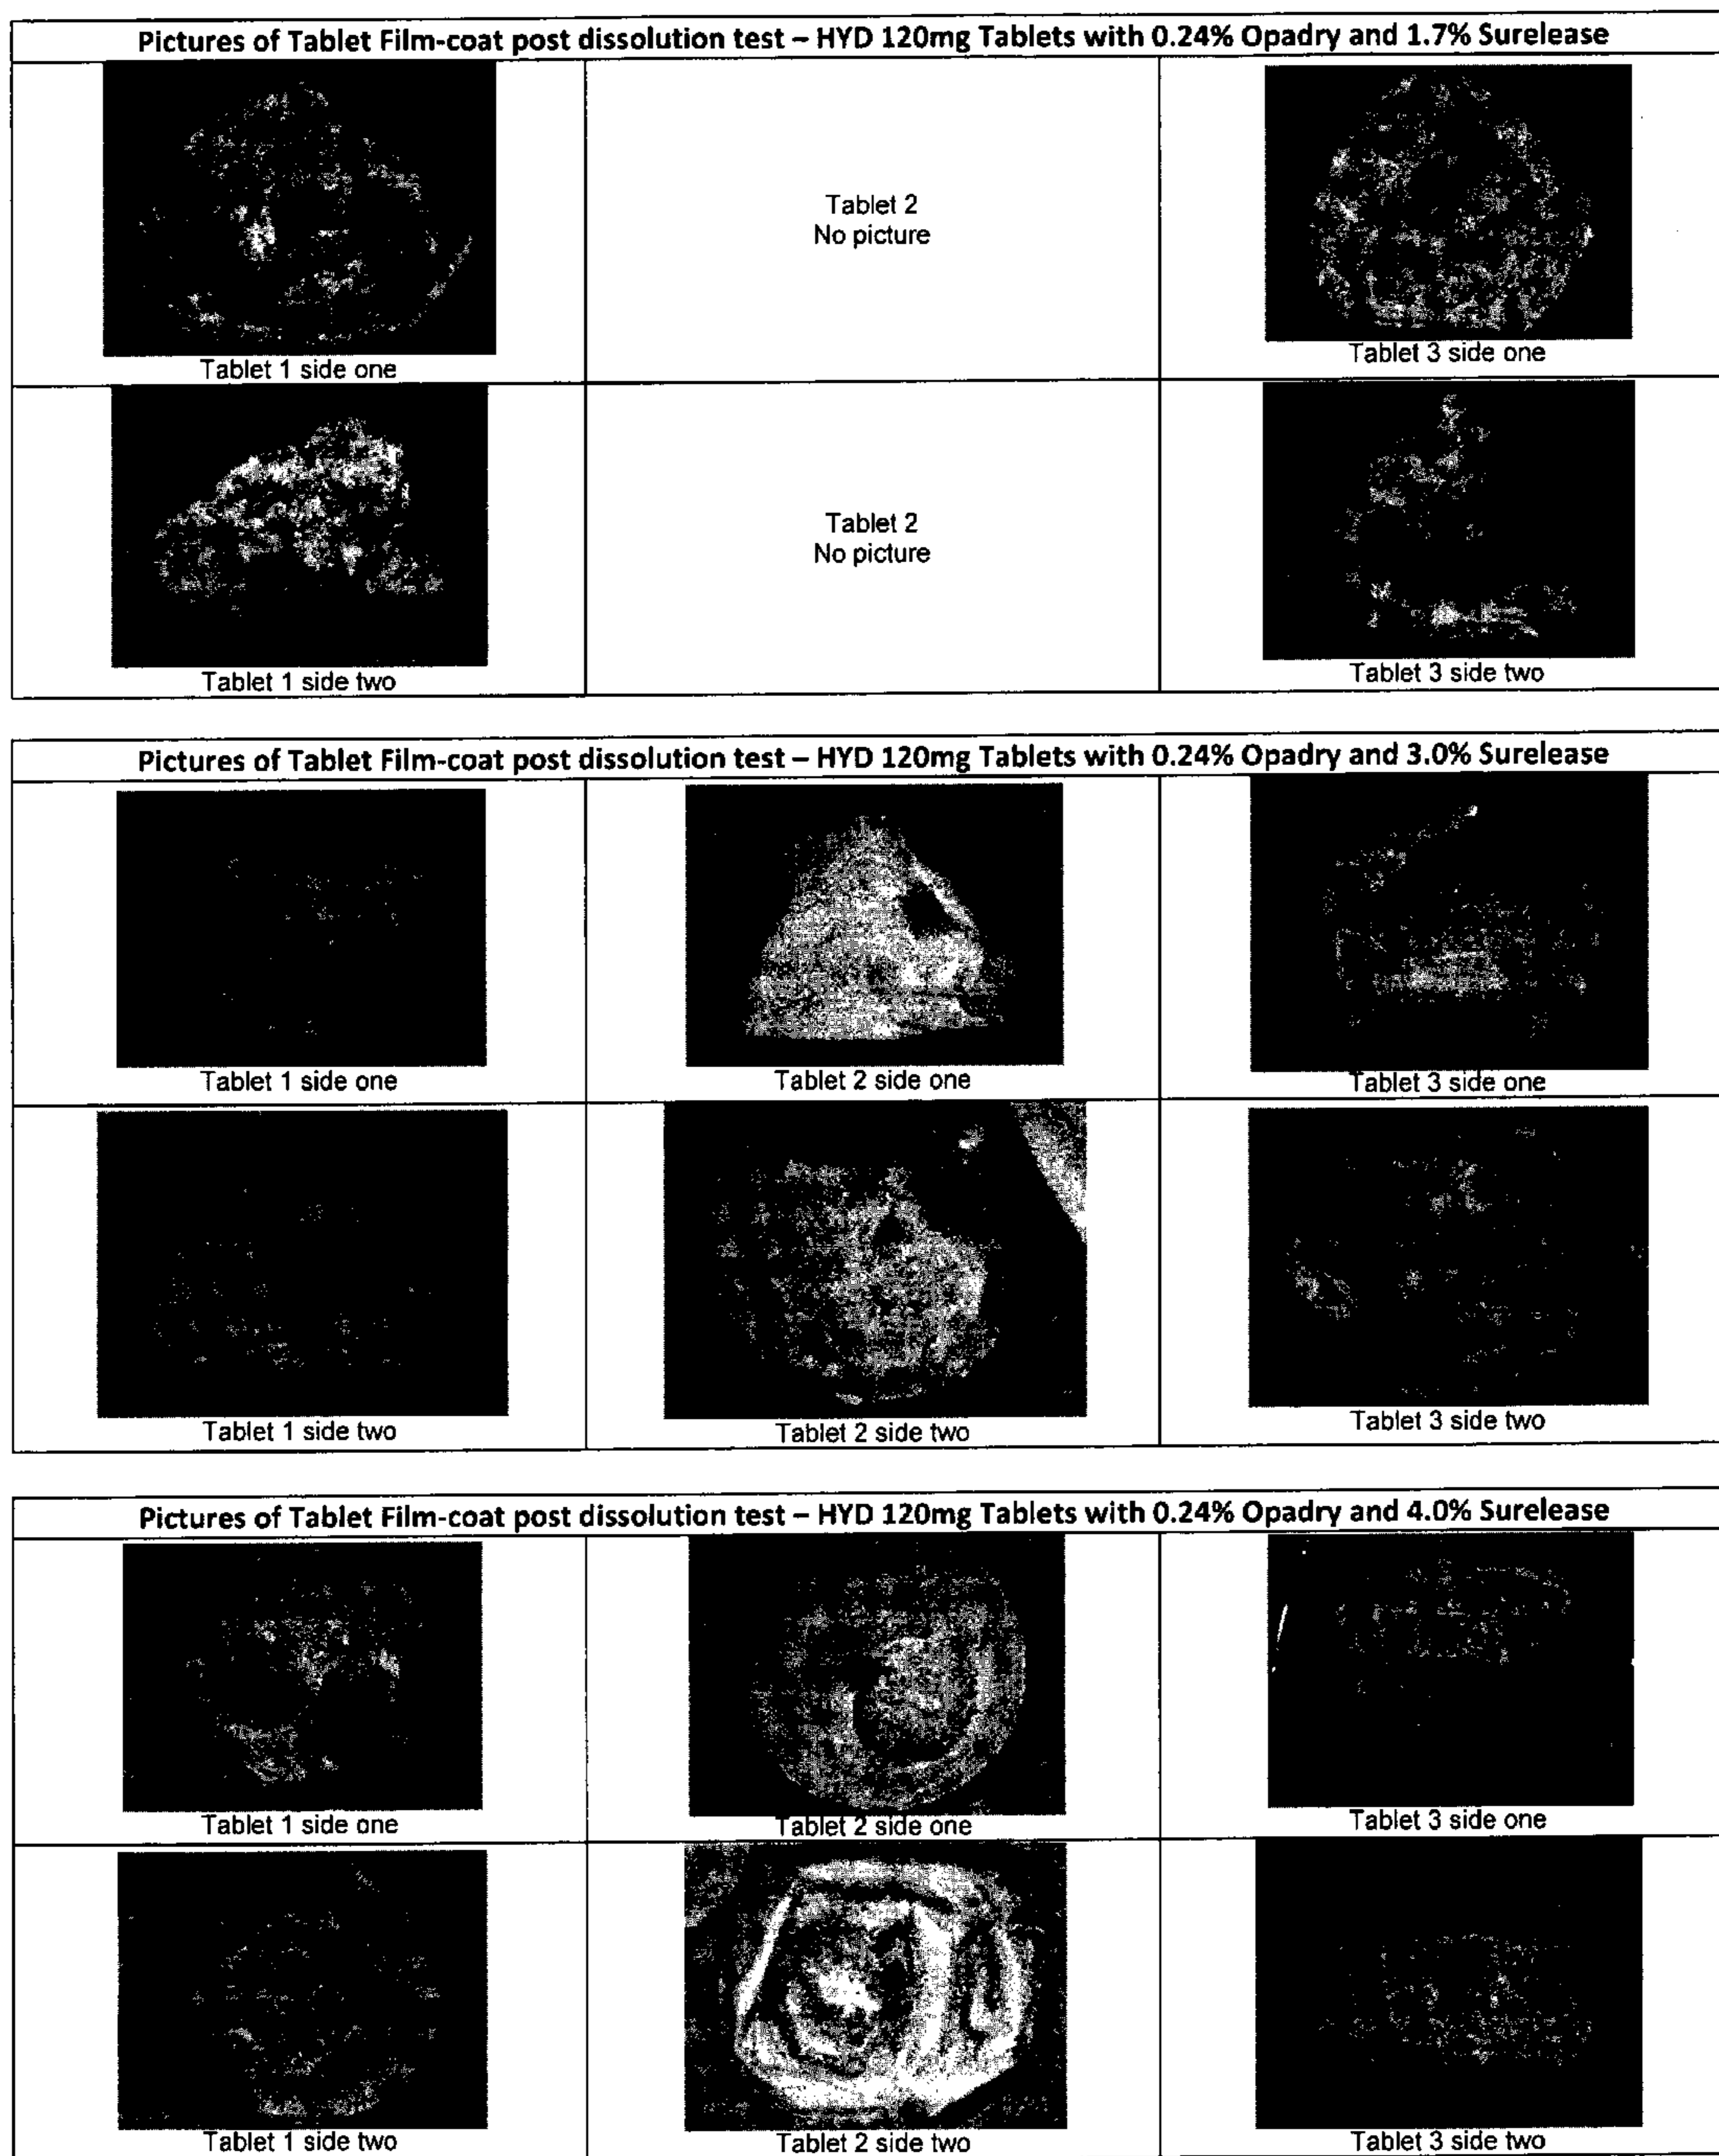 Pictures of Tablet Film-coat post dissolution test – HYD 120mg Tablets with 0.24% Opadry and 1.7% Surelease
Tablet 2
No picture
Tablet 1 side one
Tablet 3 side one
Tablet 2
No picture
Tablet 1 side two
Tablet 3 side two
Pictures of Tablet Film-coat post dissolution test – HYD 120mg Tablets with 0.24% Opadry and 3.0% Surelease
Tablet 1 side one
Tablet 2 side one
Tablet 3 side one
Tablet 1 side two
Tablet 2 side two
Tablet 3 side two
Pictures of Tablet Film-coat post dissolution test – HYD 120mg Tablets with 0.24% Opadry and 4.0% Surelease
Tablet 1 side one
Tablet 2 side one
Tablet 3 side one
Tablet 1 side two
Tablet 2 side two
Tablet 3 side two